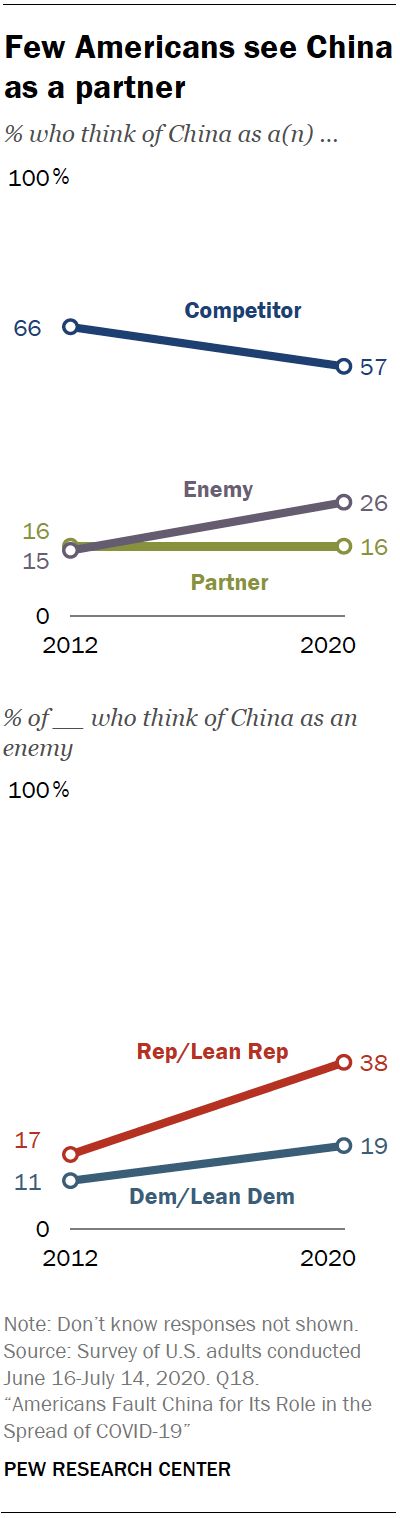 Few Americans see China
as a partner
% who think of China as a(n) ...
100%
Competitor
66
57
Enemy
26
16
15
16
Partner
0
2012 2020
% of __ who think of China as an
enemy
100%
Rep/Lean Rep
38
17
19
11
Dem/Lean Dem
0
2012 2020
Note: Don’t know responses not shown.
Source: Survey of U.S. adults conducted
June 16-July 14, 2020. Q18.
“Americans Fault China for Its Role in the
Spread of COVID-19”
PEW RESEARCH CENTER